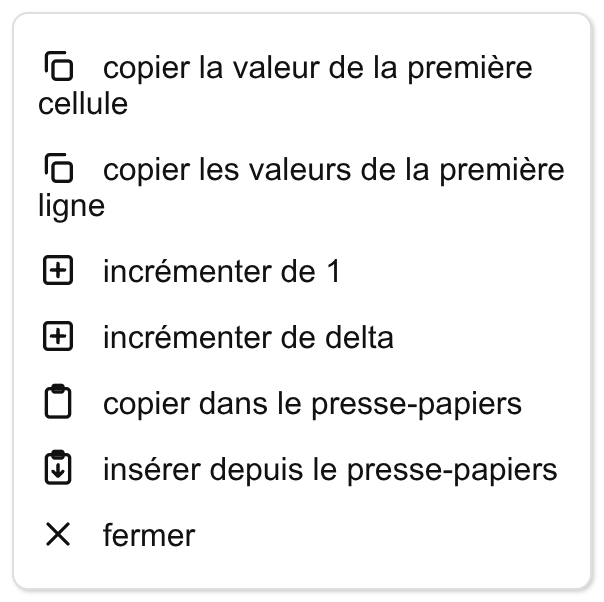 copier la valeur de la première
cellule
copier les valeurs de la première
ligne
incrémenter de 1
incrémenter de delta
copier dans le presse-papiers
insérer depuis le presse-papiers
fermer